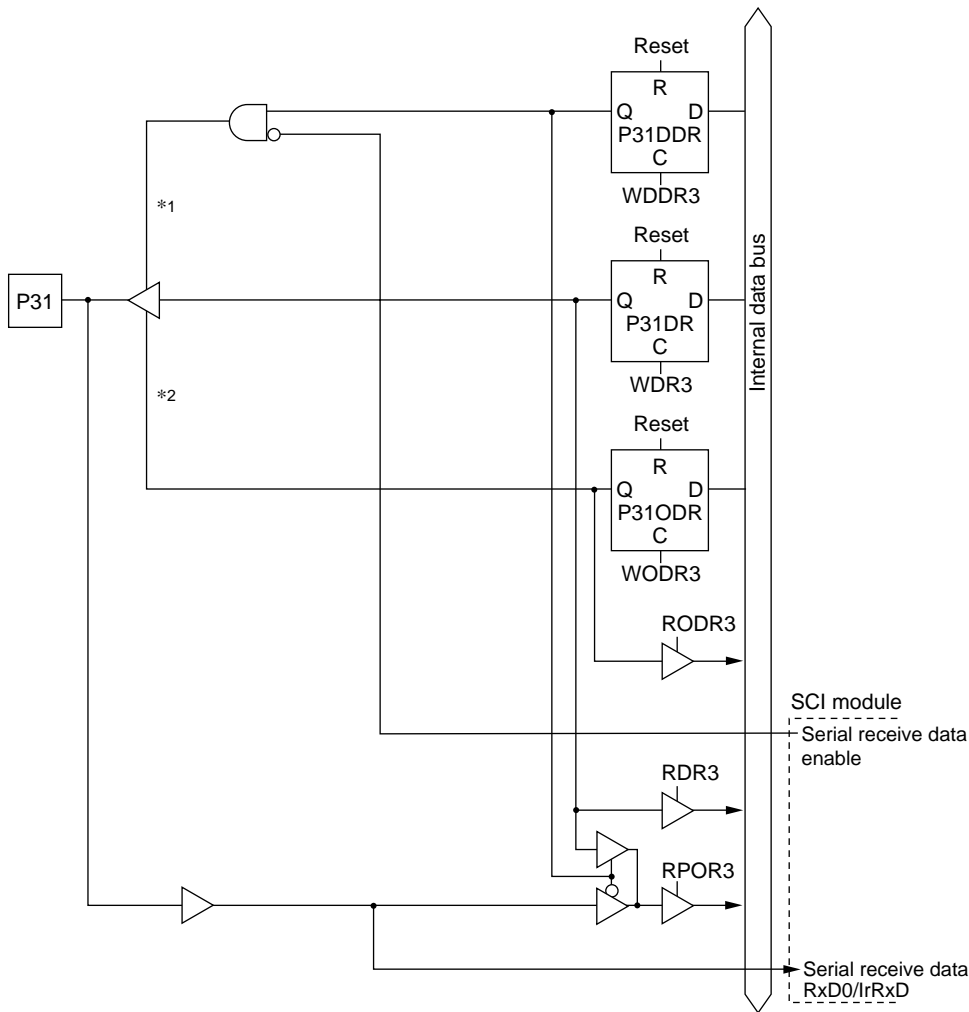 Reset
R
Q D
P31DDR
C
WDDR3
*1
Reset
R
P31
Q D
P31DR
C
WDR3
Internal data bus
*2
Reset
R
Q D
P31ODR
C
WODR3
RODR3
SCI module
Serial receive data
enable
RDR3
RPOR3
Serial receive data
RxD0/IrRxD